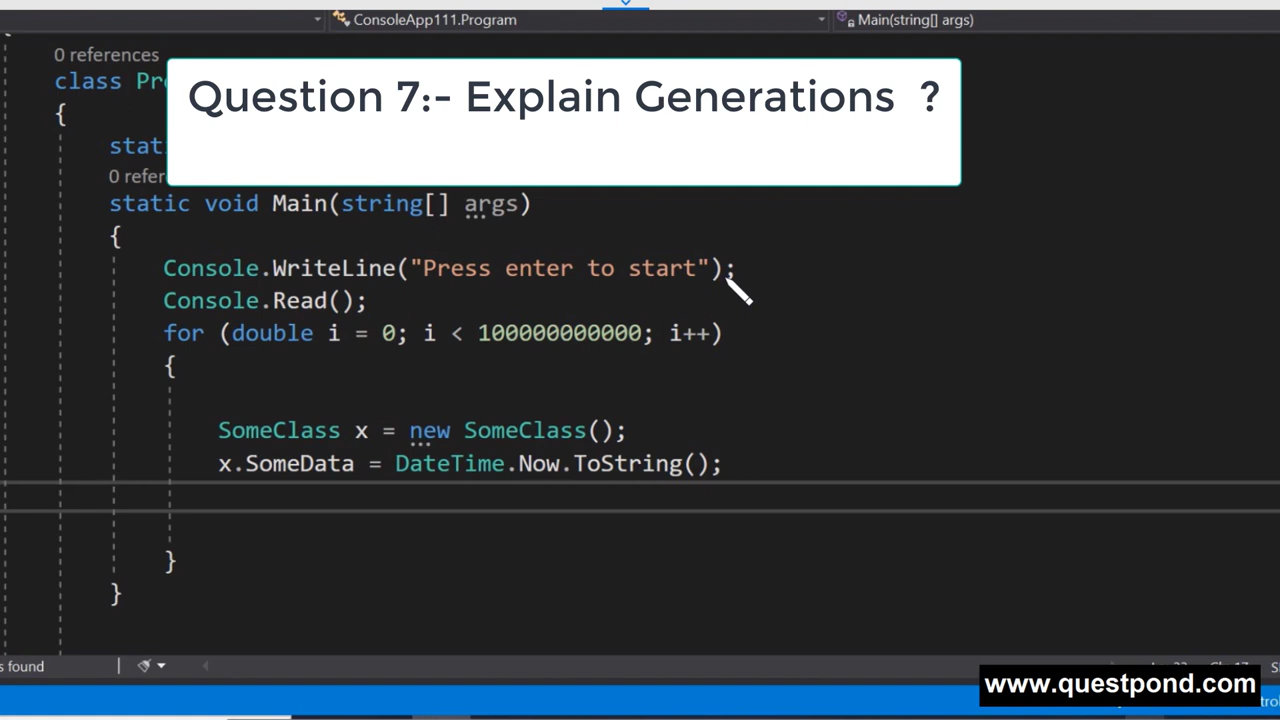 ConsoleApp111.Program Main(string[] args)
0 references
class Pr
Question 7:- Explain Generations ?
{
stati
0 refer
static void Main(string[] args)
{
Console.WriteLine("Press enter to start");
Console.Read();
for (double i = 0; i < 100000000000; i++)
{
SomeClass x = new SomeClass();
x.SomeData = DateTime.Now.ToString();
}
}
s found
www.questpond.com